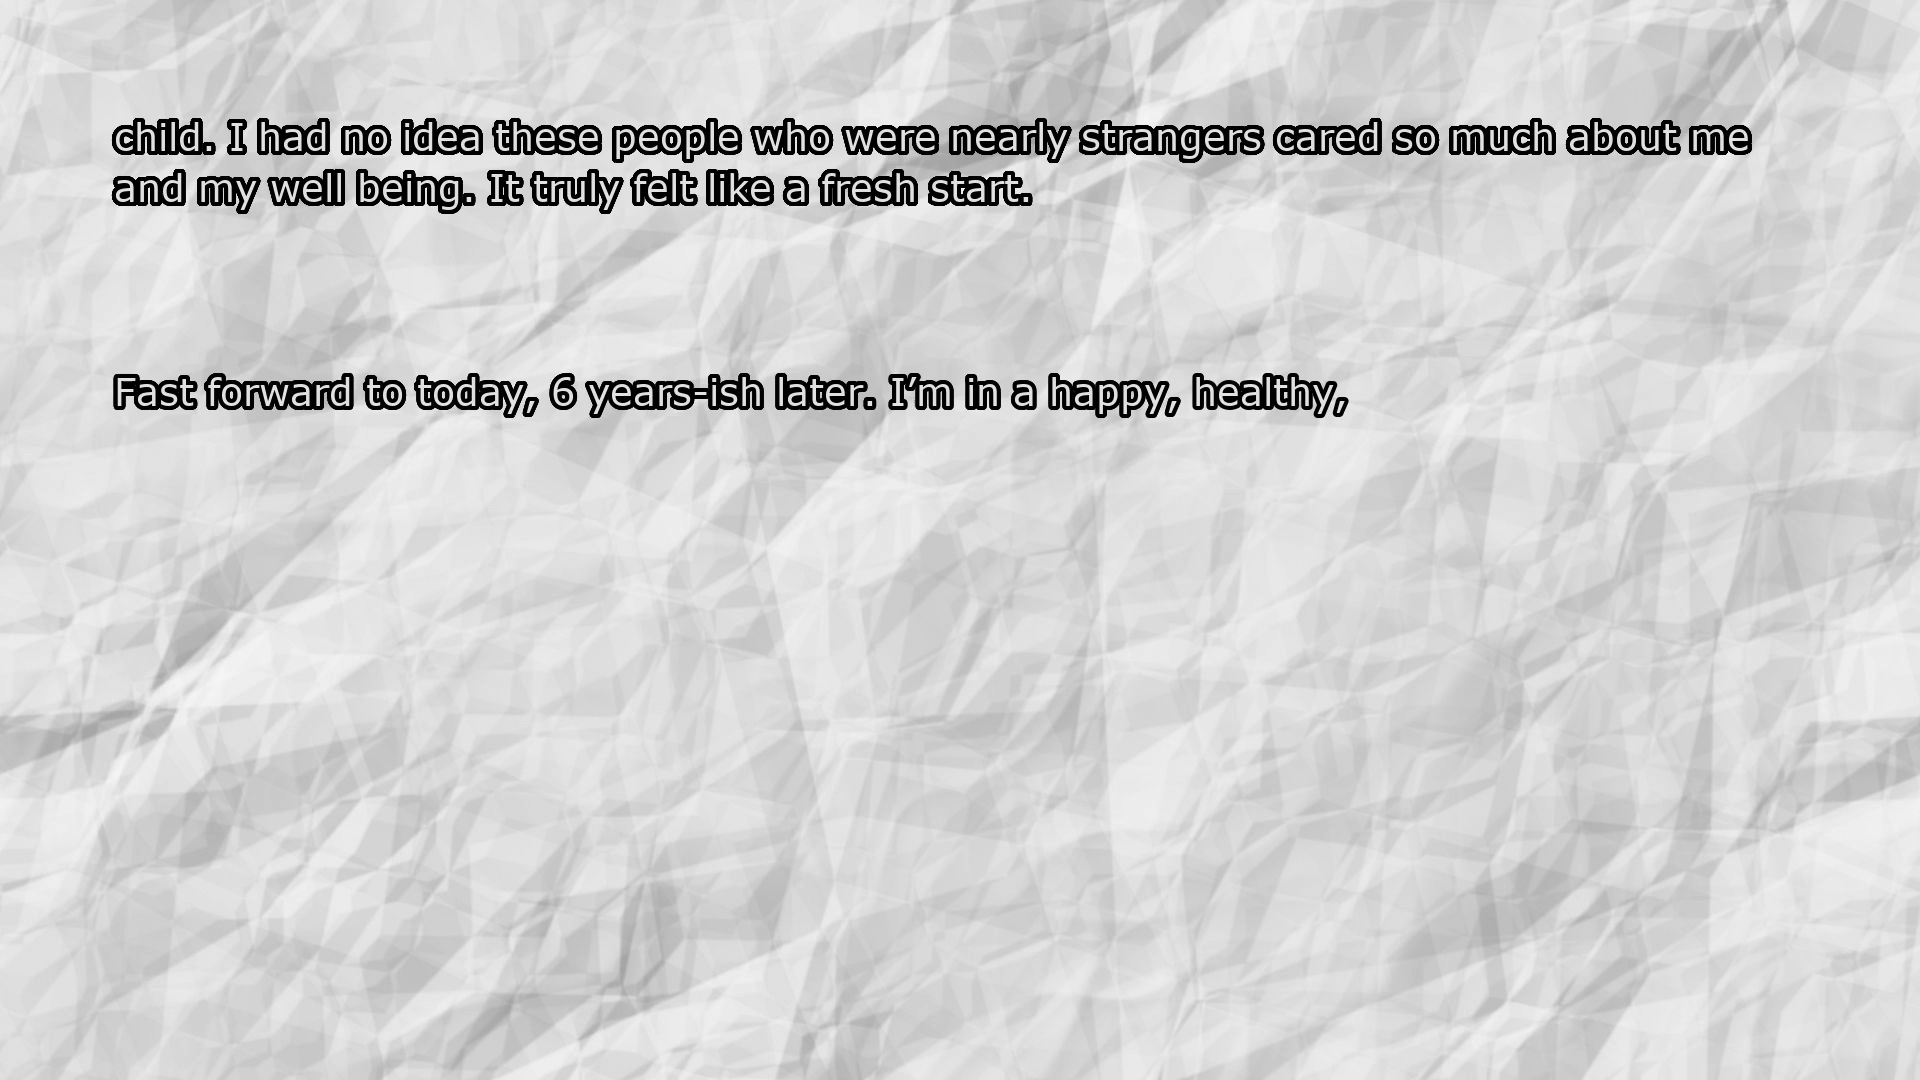 child. I had no idea these people who were nearly strangers cared so much about me
and my well being. It truly felt like a fresh start.
Fast forward to today, 6 years-ish later. I’m in a happy, healthy,